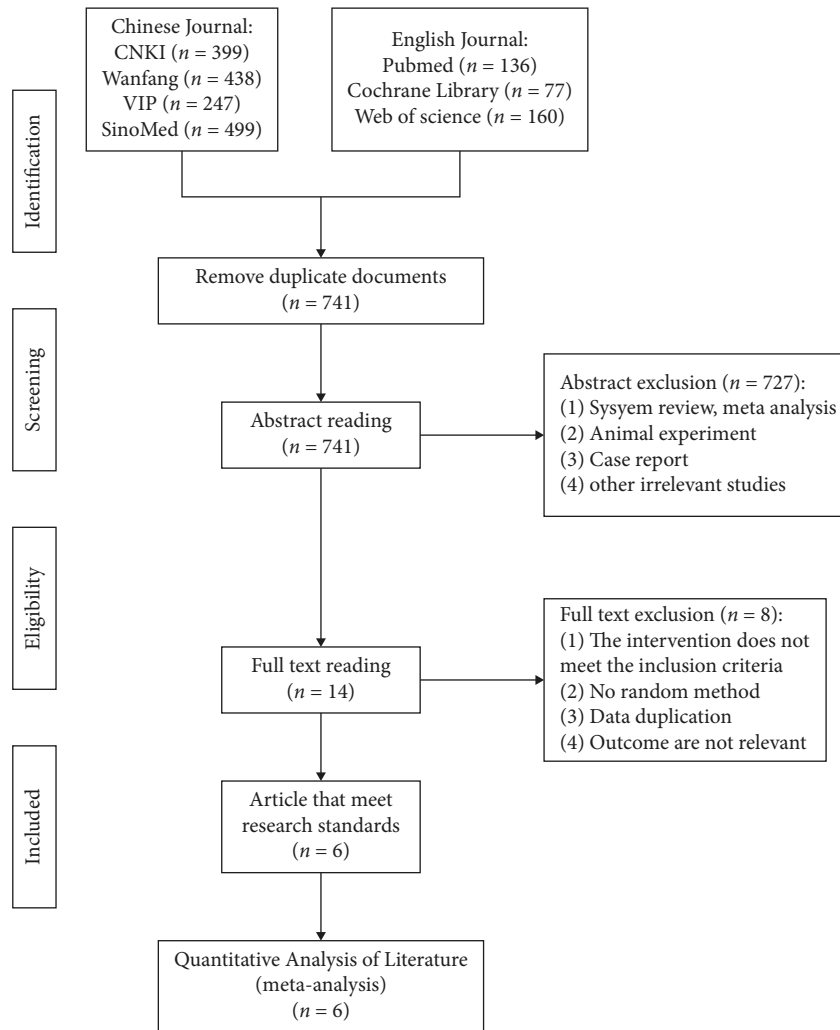 Chinese Journal:
CNKI (n = 399)
Wanfang (n = 438)
VIP (n = 247)
SinoMed (n = 499)
English Journal:
Pubmed (n = 136)
Cochrane Library (n = 77)
Web of science (n = 160)
Identification
Remove duplicate documents
(n = 741)
Screening
Abstract reading
(n = 741)
Abstract exclusion (n = 727):
(1) Sysyem review, meta analysis
(2) Animal experiment
(3) Case report
(4) other irrelevant studies
Eligibility
Full text reading
(n = 14)
Full text exclusion (n = 8):
(1) The intervention does not
meet the inclusion criteria
(2) No random method
(3) Data duplication
(4) Outcome are not relevant
Included
Article that meet
research standards
(n = 6)
Quantitative Analysis of Literature
(meta-analysis)
(n = 6)